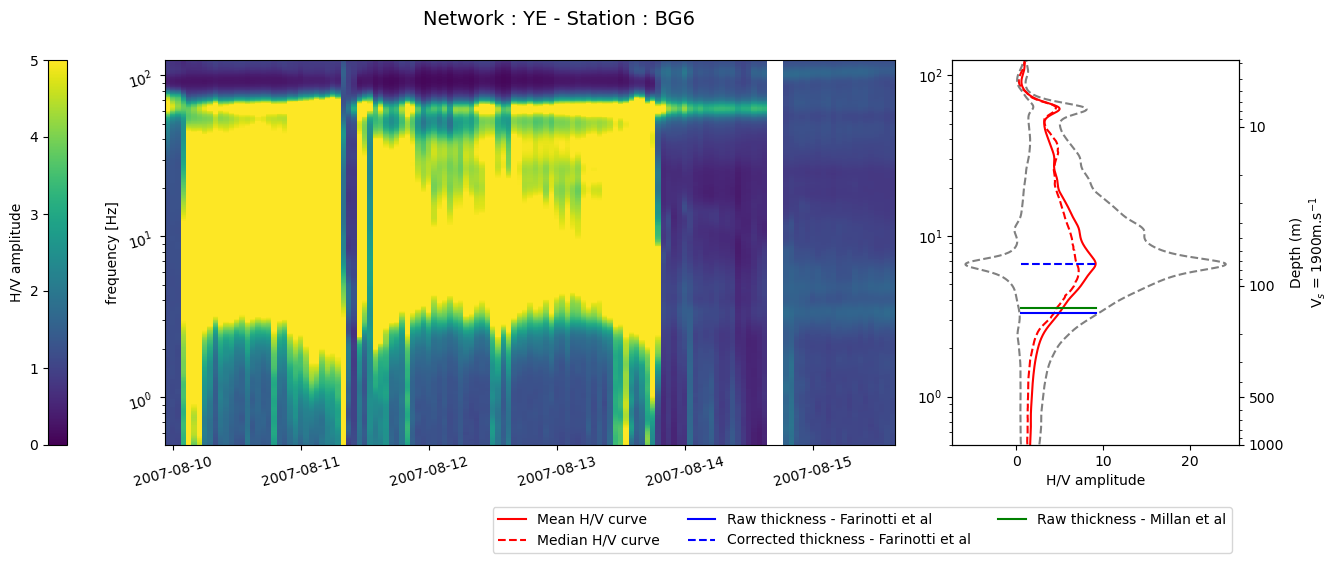 Network : YE - Station : BG6
5
4
3
2
1
0
H/V amplitude
10²
10¹
10⁰
frequency [Hz]
2007-08-10
2007-08-11
2007-08-12
2007-08-13
2007-08-14
2007-08-15
10²
10¹
10⁰
0
10
20
H/V amplitude
10
100
500
1000
Depth (m)
Vₛ = 1900m.s⁻¹
Mean H/V curve
Median H/V curve
Raw thickness - Farinotti et al
Corrected thickness - Farinotti et al
Raw thickness - Millan et al